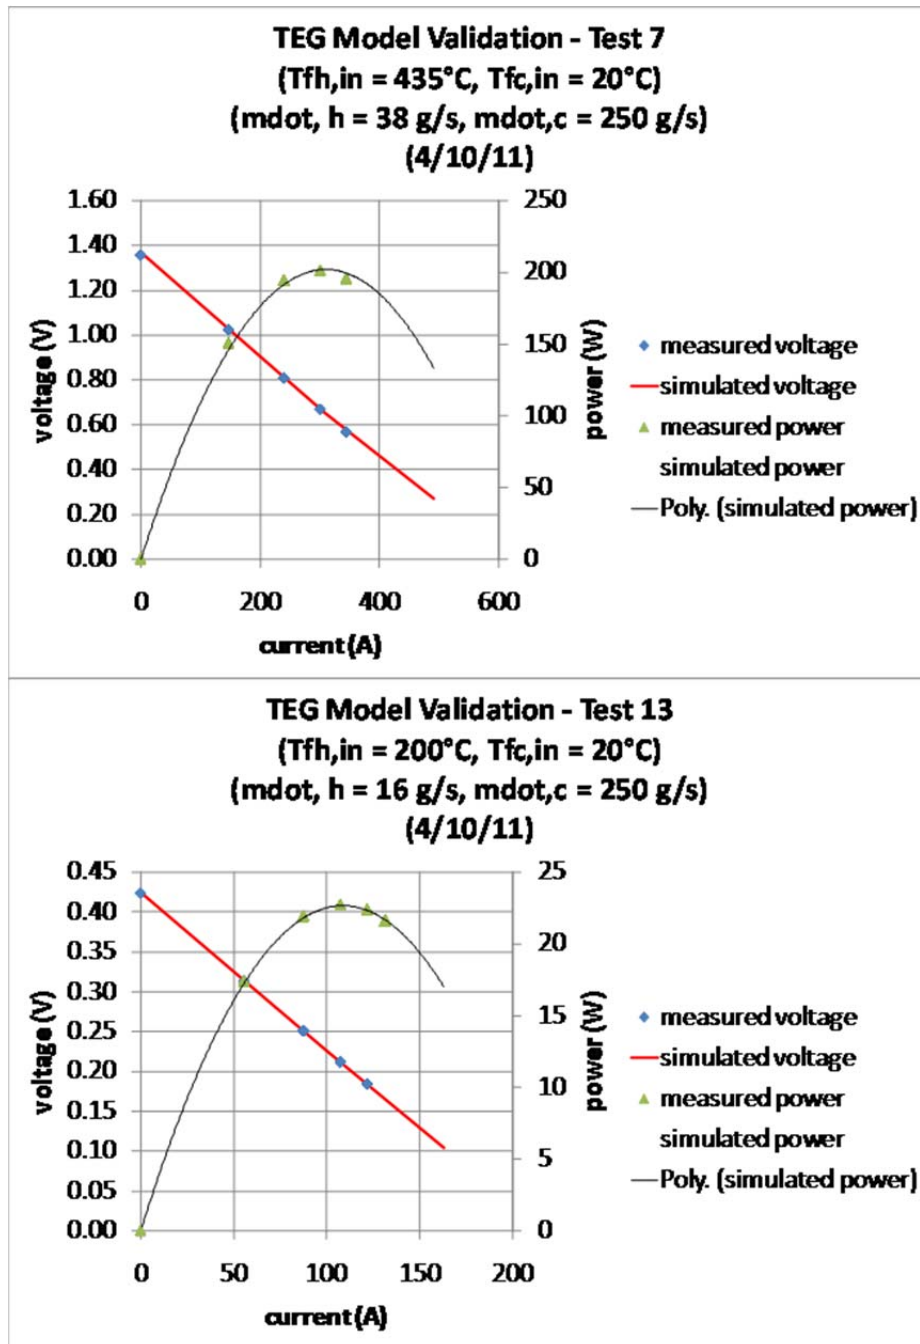 TEG Model Validation - Test 7
(Tfh,in = 435°C, Tfc,in = 20°C)
(mdot, h = 38 g/s, mdot,c = 250 g/s)
(4/10/11)
1.60
1.40
1.20
1.00
0.80
0.60
0.40
0.20
0.00
voltage (V)
250
200
150
100
50
0
power (W)
0 200 400 600
current (A)
measured voltage
simulated voltage
measured power
simulated power
Poly. (simulated power)
TEG Model Validation - Test 13
(Tfh,in = 200°C, Tfc,in = 20°C)
(mdot, h = 16 g/s, mdot,c = 250 g/s)
(4/10/11)
0.45
0.40
0.35
0.30
0.25
0.20
0.15
0.10
0.05
0.00
voltage (V)
25
20
15
10
5
0
power (W)
0 50 100 150 200
current (A)
measured voltage
simulated voltage
measured power
simulated power
Poly. (simulated power)